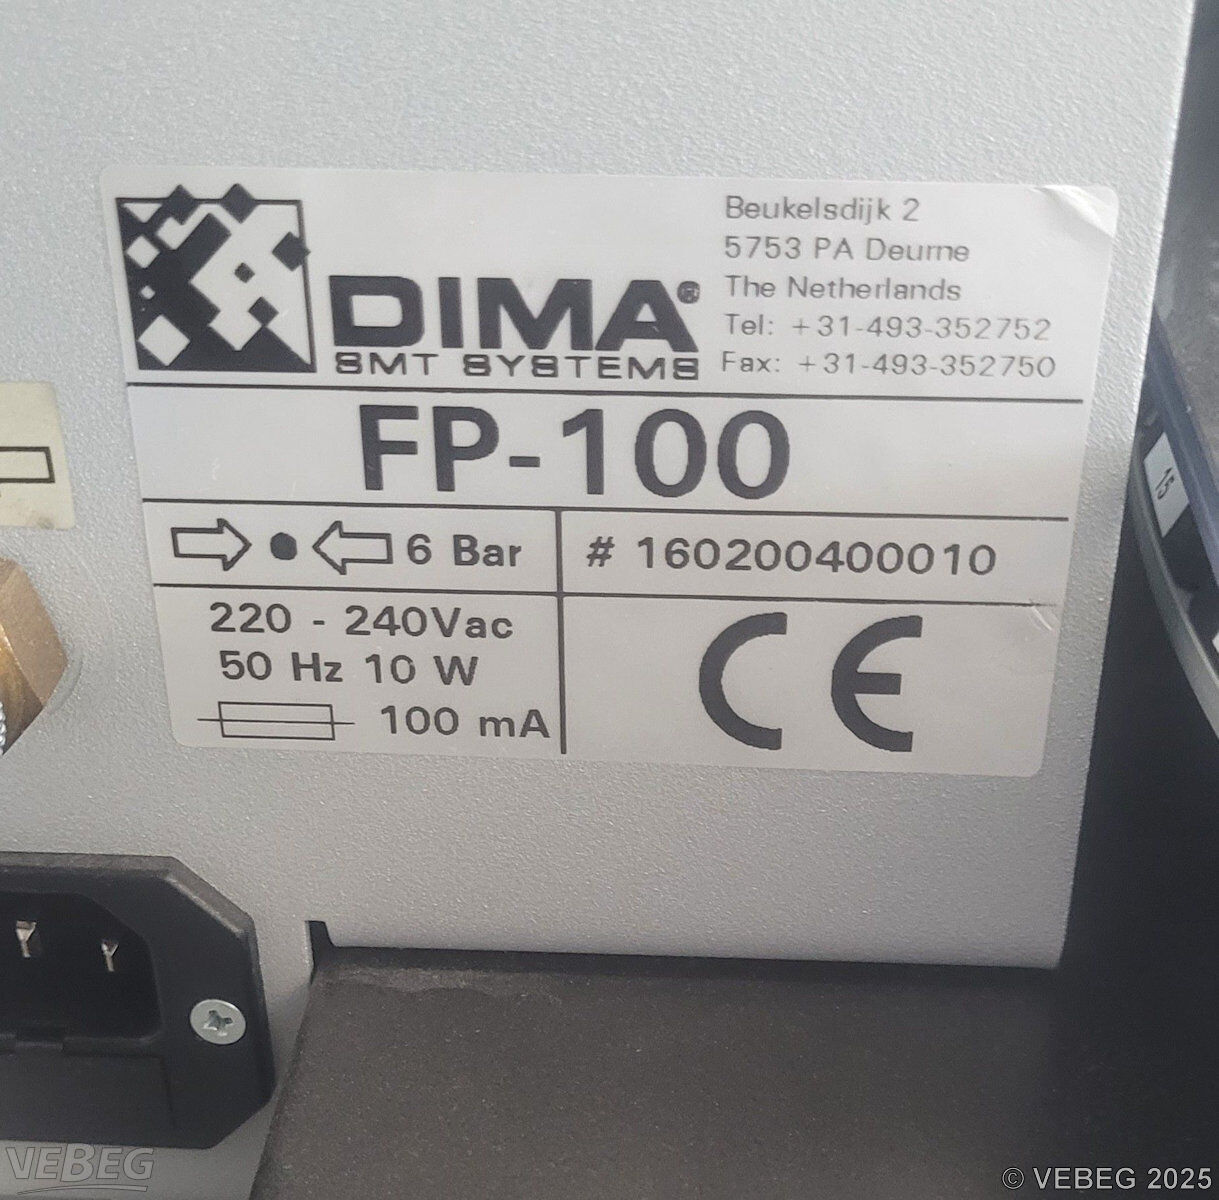 DIMA®
SMT SYSTEMS
Beukelsdijk 2
5753 PA Deurne
The Netherlands
Tel: +31-493-352752
Fax: +31-493-352750
FP-100
6 Bar
# 160200400010
220 - 240Vac
50 Hz 10 W
100 mA
CE
15
VEBEG
© VEBEG 2025